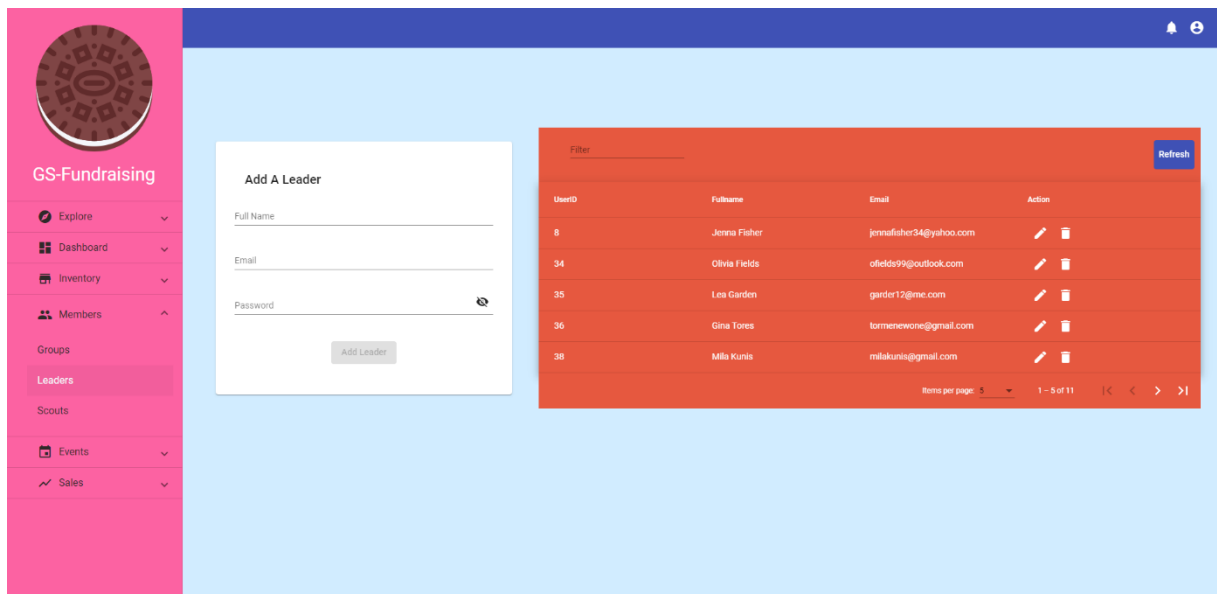 GS-Fundraising
Explore
Dashboard
Inventory
Members
Groups
Leaders
Scouts
Events
Sales
Add A Leader
Full Name
Email
Password
Add Leader
Filter
Refresh
UserID Fullname Email Action
8 Jenna Fisher jennafisher34@yahoo.com
34 Olivia Fields ofields99@outlook.com
35 Lea Garden garder12@me.com
36 Gina Tores tormenewone@gmail.com
38 Mila Kunis milakunis@gmail.com
Items per page: 5 1 – 5 of 11